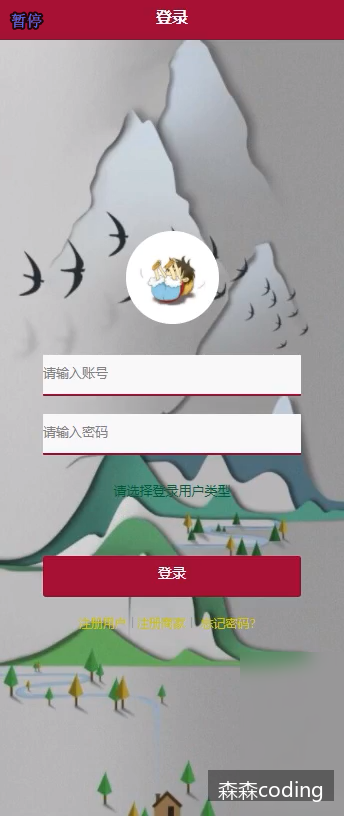 暂停
登录
请输入账号
请输入密码
请选择登录用户类型
登录
注册用户 | 注册商家 | 忘记密码?
森森coding